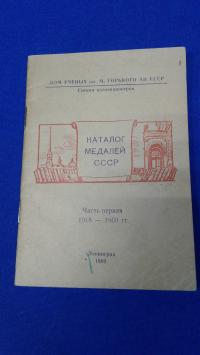 ДОМ УЧЕНЫХ им. М. ГОРЬКОГО АН СССР
Секция коллекционеров
КАТАЛОГ
МЕДАЛЕЙ
СССР
Часть первая
1918 — 1960 гг.
Ленинград